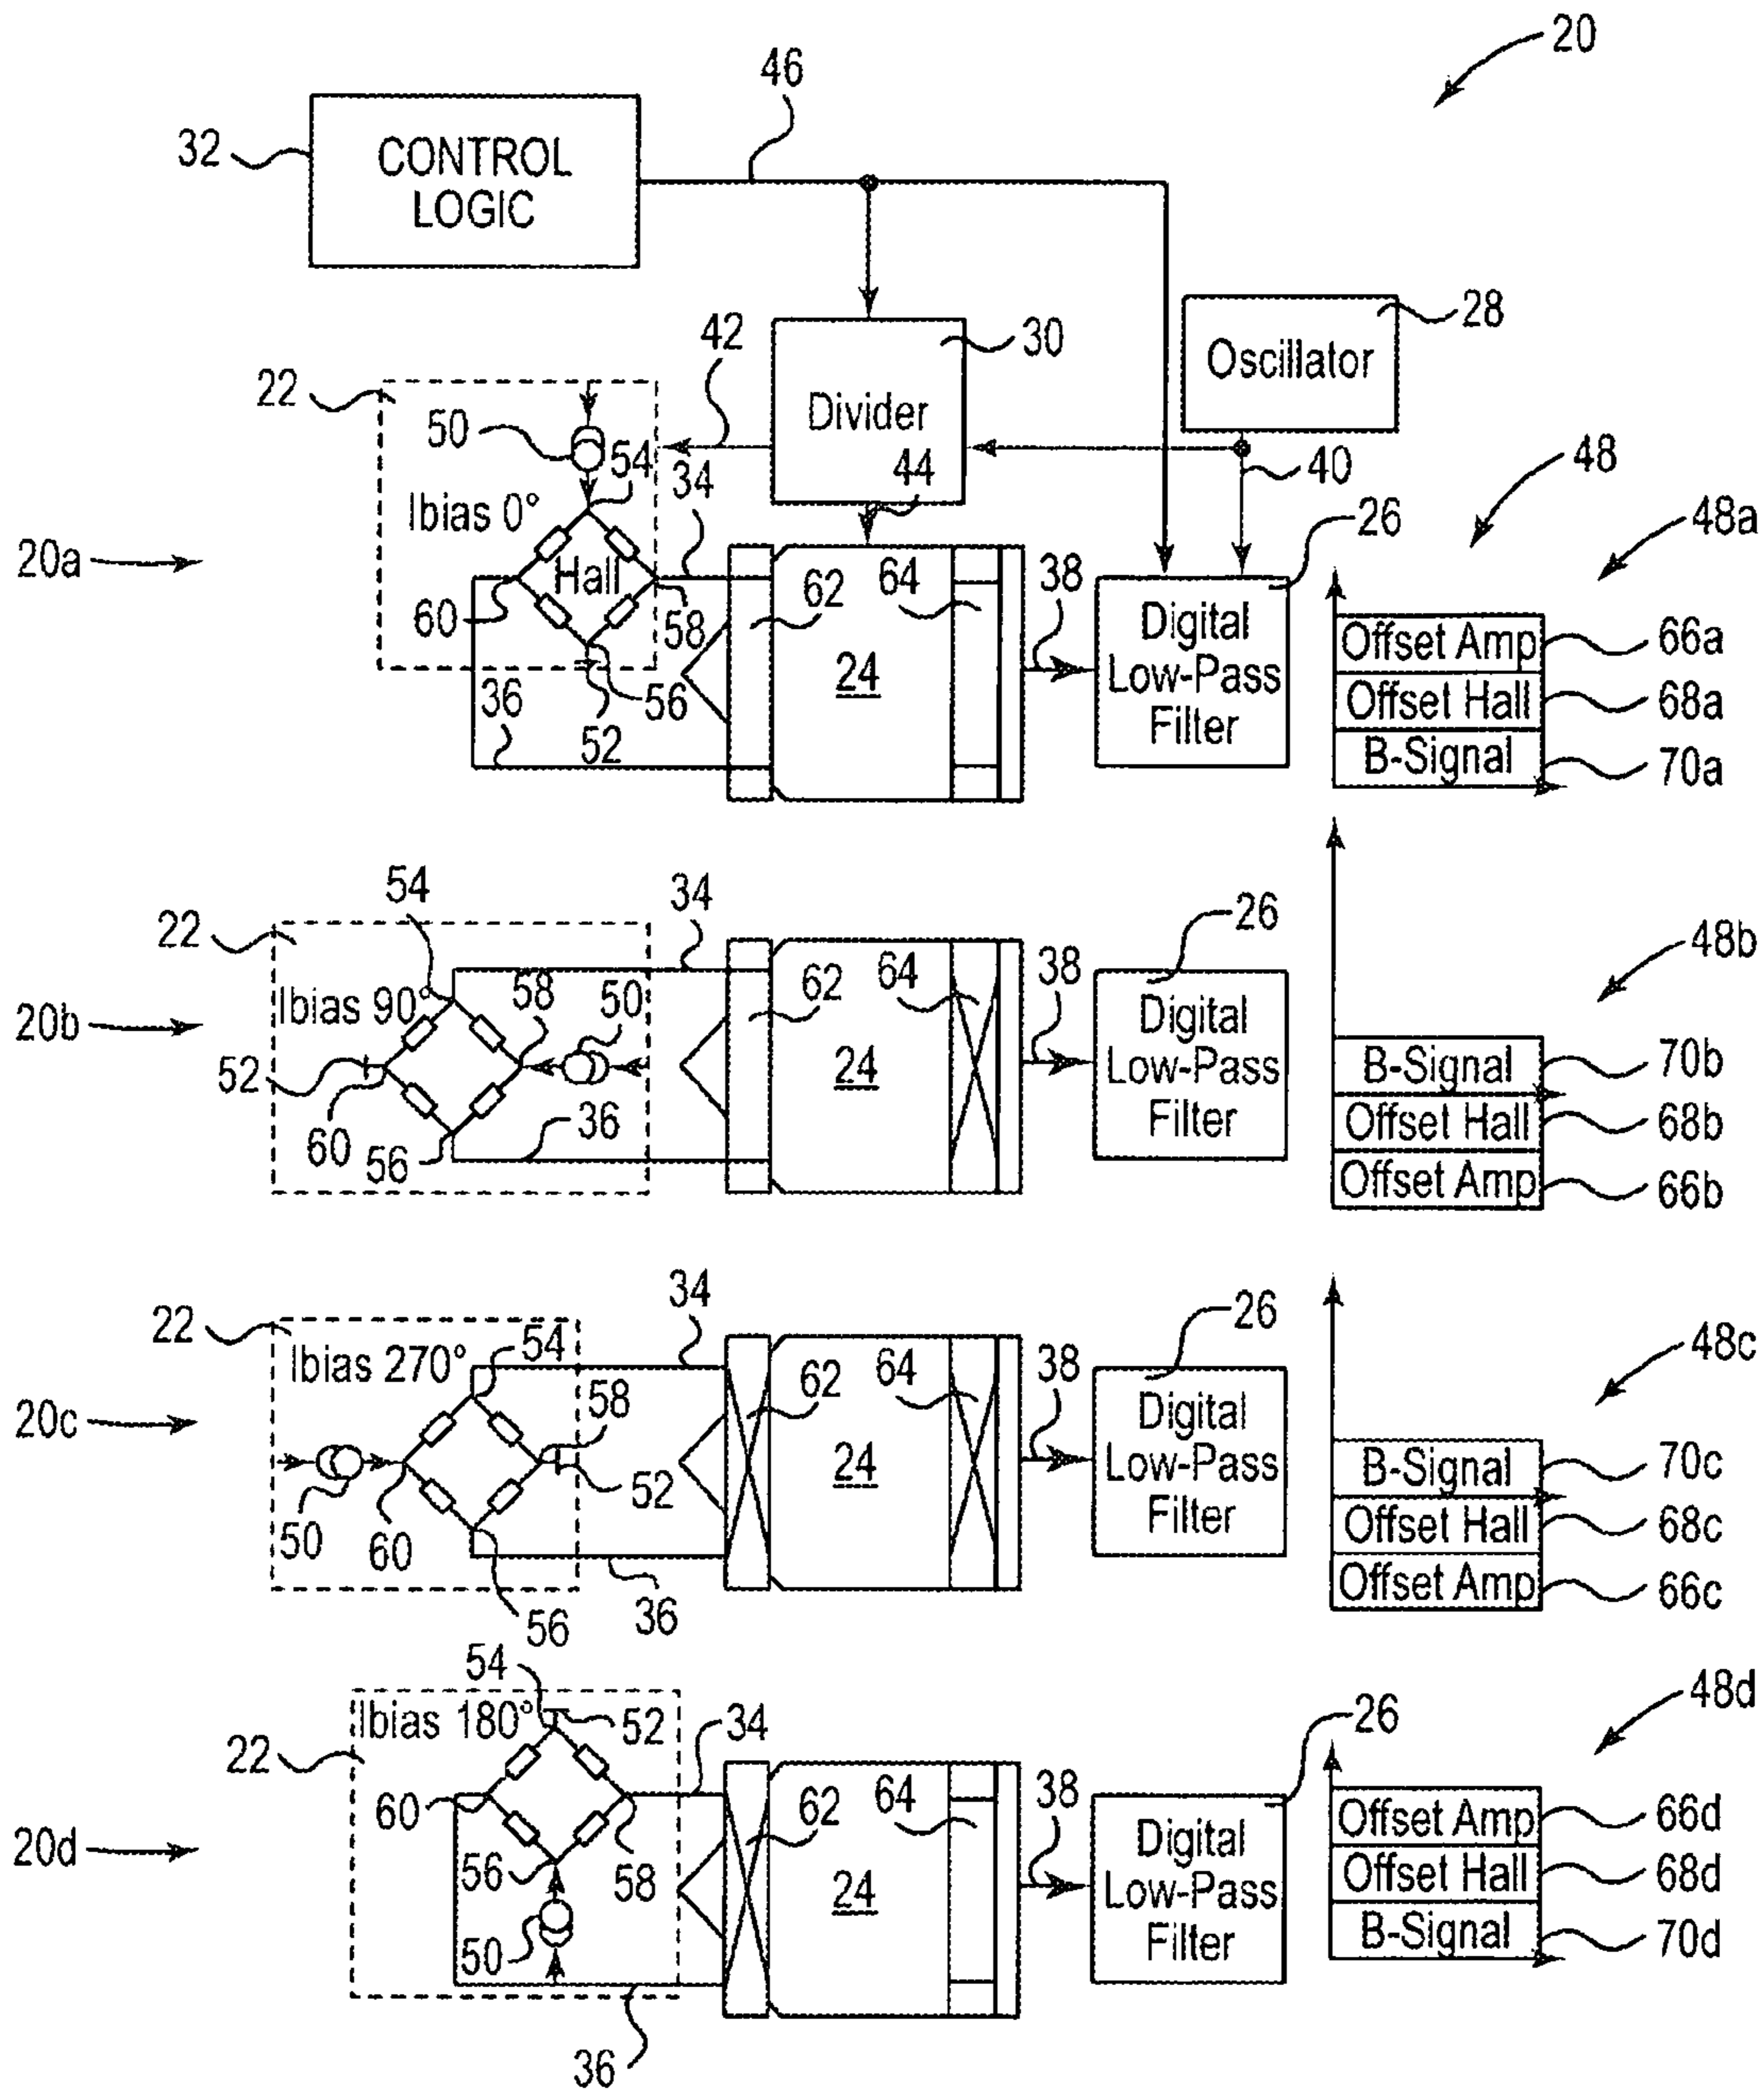 20
46
32
CONTROL
LOGIC
28
Oscillator
30
Divider
42
22
50
54
34
44
40
48
48a
26
Ibias 0°
20a
Hall
60
58
62
64
24
38
Digital
Low-Pass
Filter
Offset Amp
66a
Offset Hall
68a
B-Signal
70a
36
52
56
54
34
26
22
48b
Ibias 90°
58
50
62
64
38
20b
24
Digital
Low-Pass
Filter
B-Signal
70b
52
60
56
36
Offset Hall
68b
Offset Amp
66b
34
26
22
Ibias 270°
54
48c
58
62
64
38
20c
24
Digital
Low-Pass
Filter
B-Signal
70c
50
60
52
Offset Hall
68c
56
36
Offset Amp
66c
54
48d
Ibias 180°
52
34
26
22
60
62
64
38
20d
56
58
24
Digital
Low-Pass
Filter
Offset Amp
66d
Offset Hall
68d
50
B-Signal
70d
36